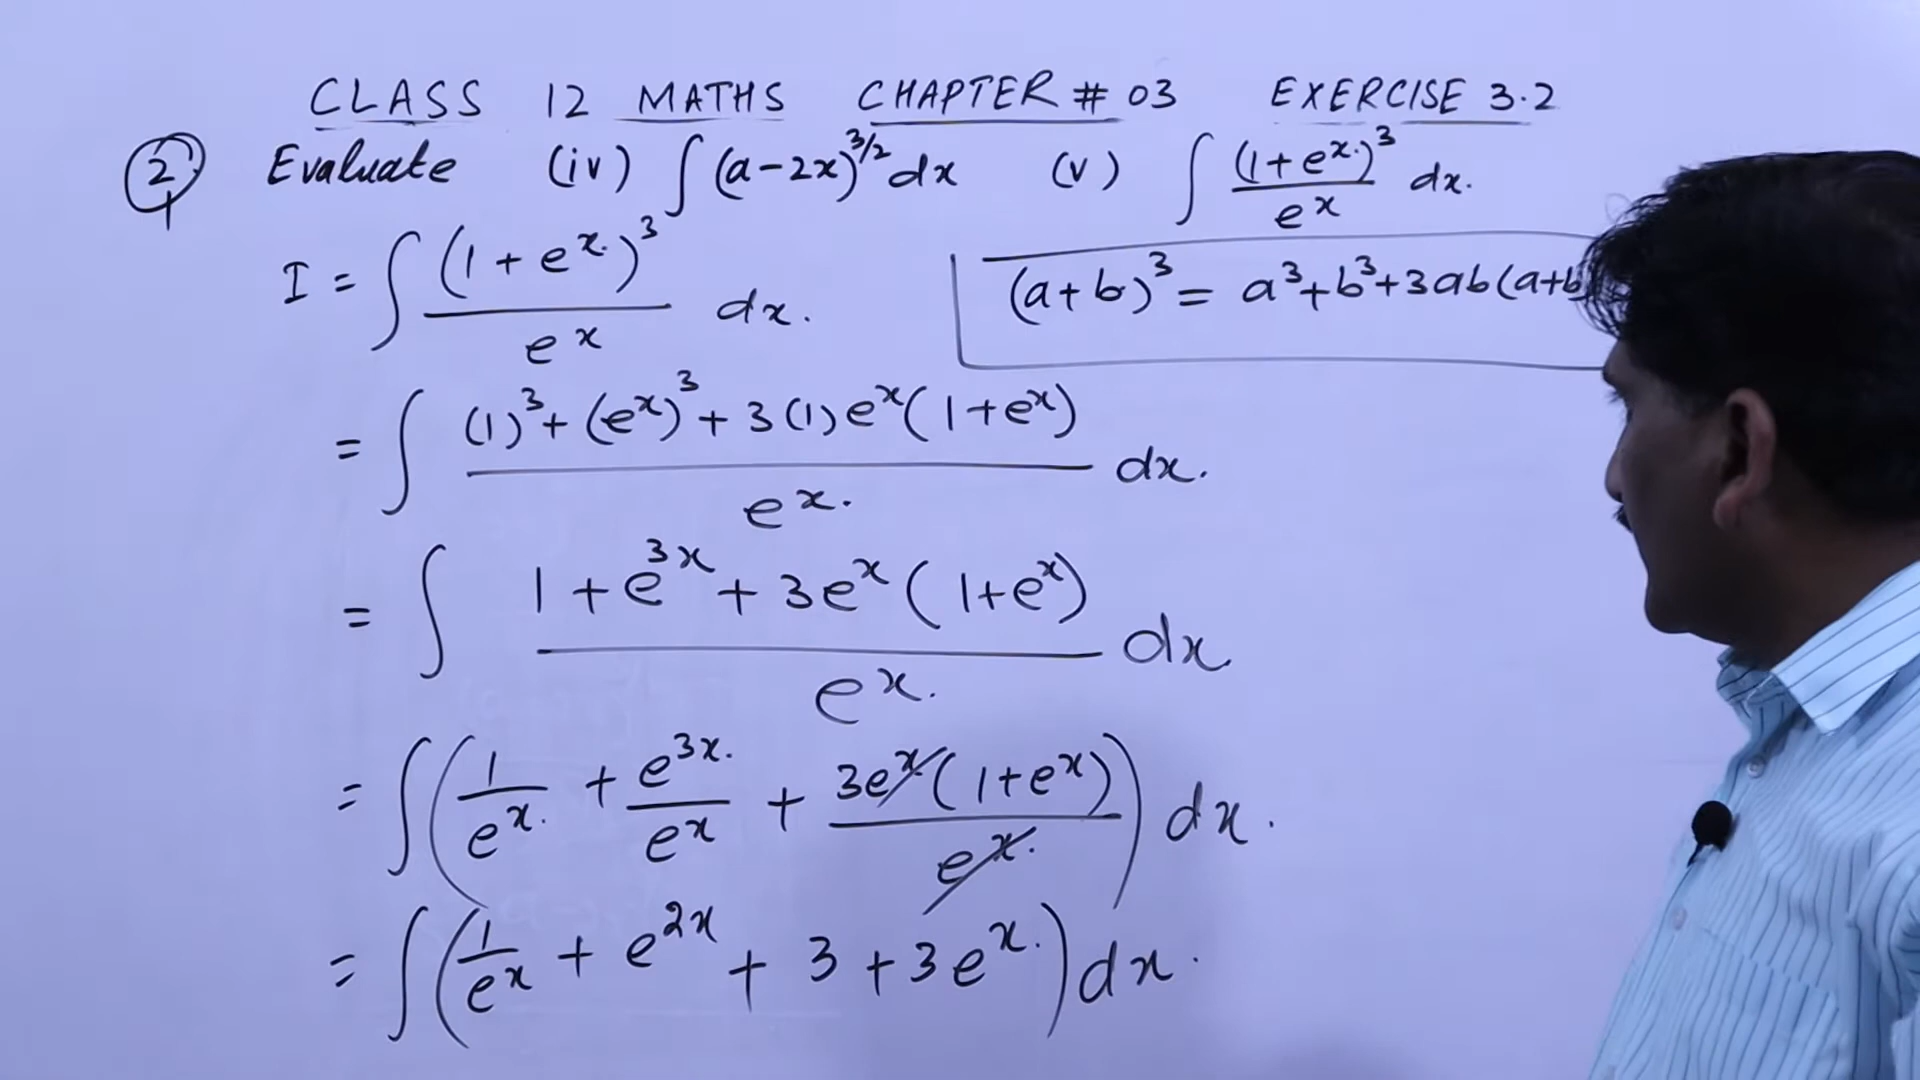 CLASS 12 MATHS CHAPTER # 03 EXERCISE 3.2
2 Evaluate (iv) ∫ (a-2x)^3/2 dx (v) ∫ (1+e^x)^3 / e^x dx.
I = ∫ (1+e^x)^3 / e^x dx.
(a+b)^3 = a^3+b^3+3ab(a+b
= ∫ (1)^3+(e^x)^3+3(1)e^x(1+e^x) / e^x. dx.
= ∫ 1+e^3x+3e^x(1+e^x) / e^x. dx
= ∫ (1/e^x. + e^3x./e^x + 3e^x(1+e^x)/e^x.) dx.
= ∫ (1/e^x + e^2x + 3 + 3e^x.) dx.